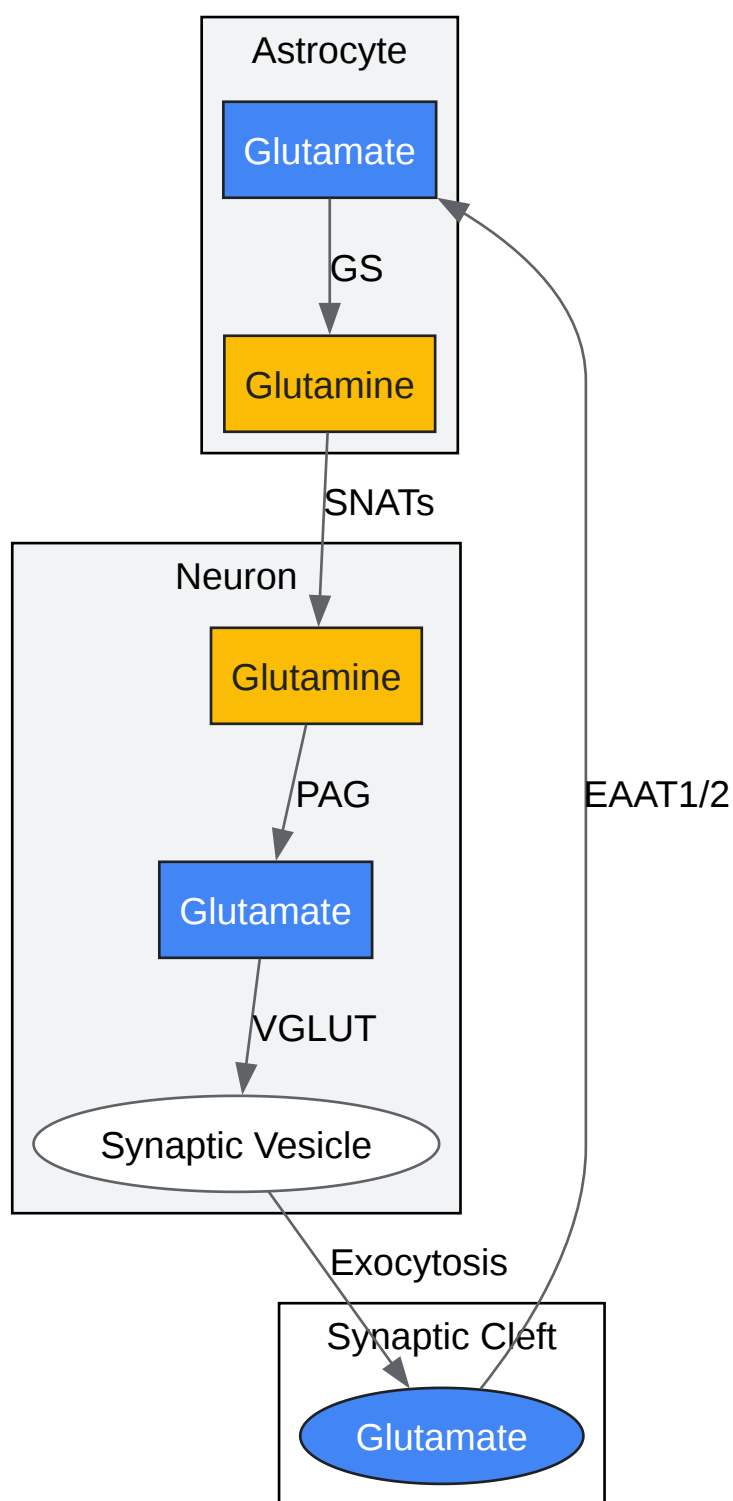 Astrocyte
Glutamate
GS
Glutamine
SNATs
Neuron
Glutamine
PAG
EAAT1/2
Glutamate
VGLUT
Synaptic Vesicle
Exocytosis
Synaptic Cleft
Glutamate